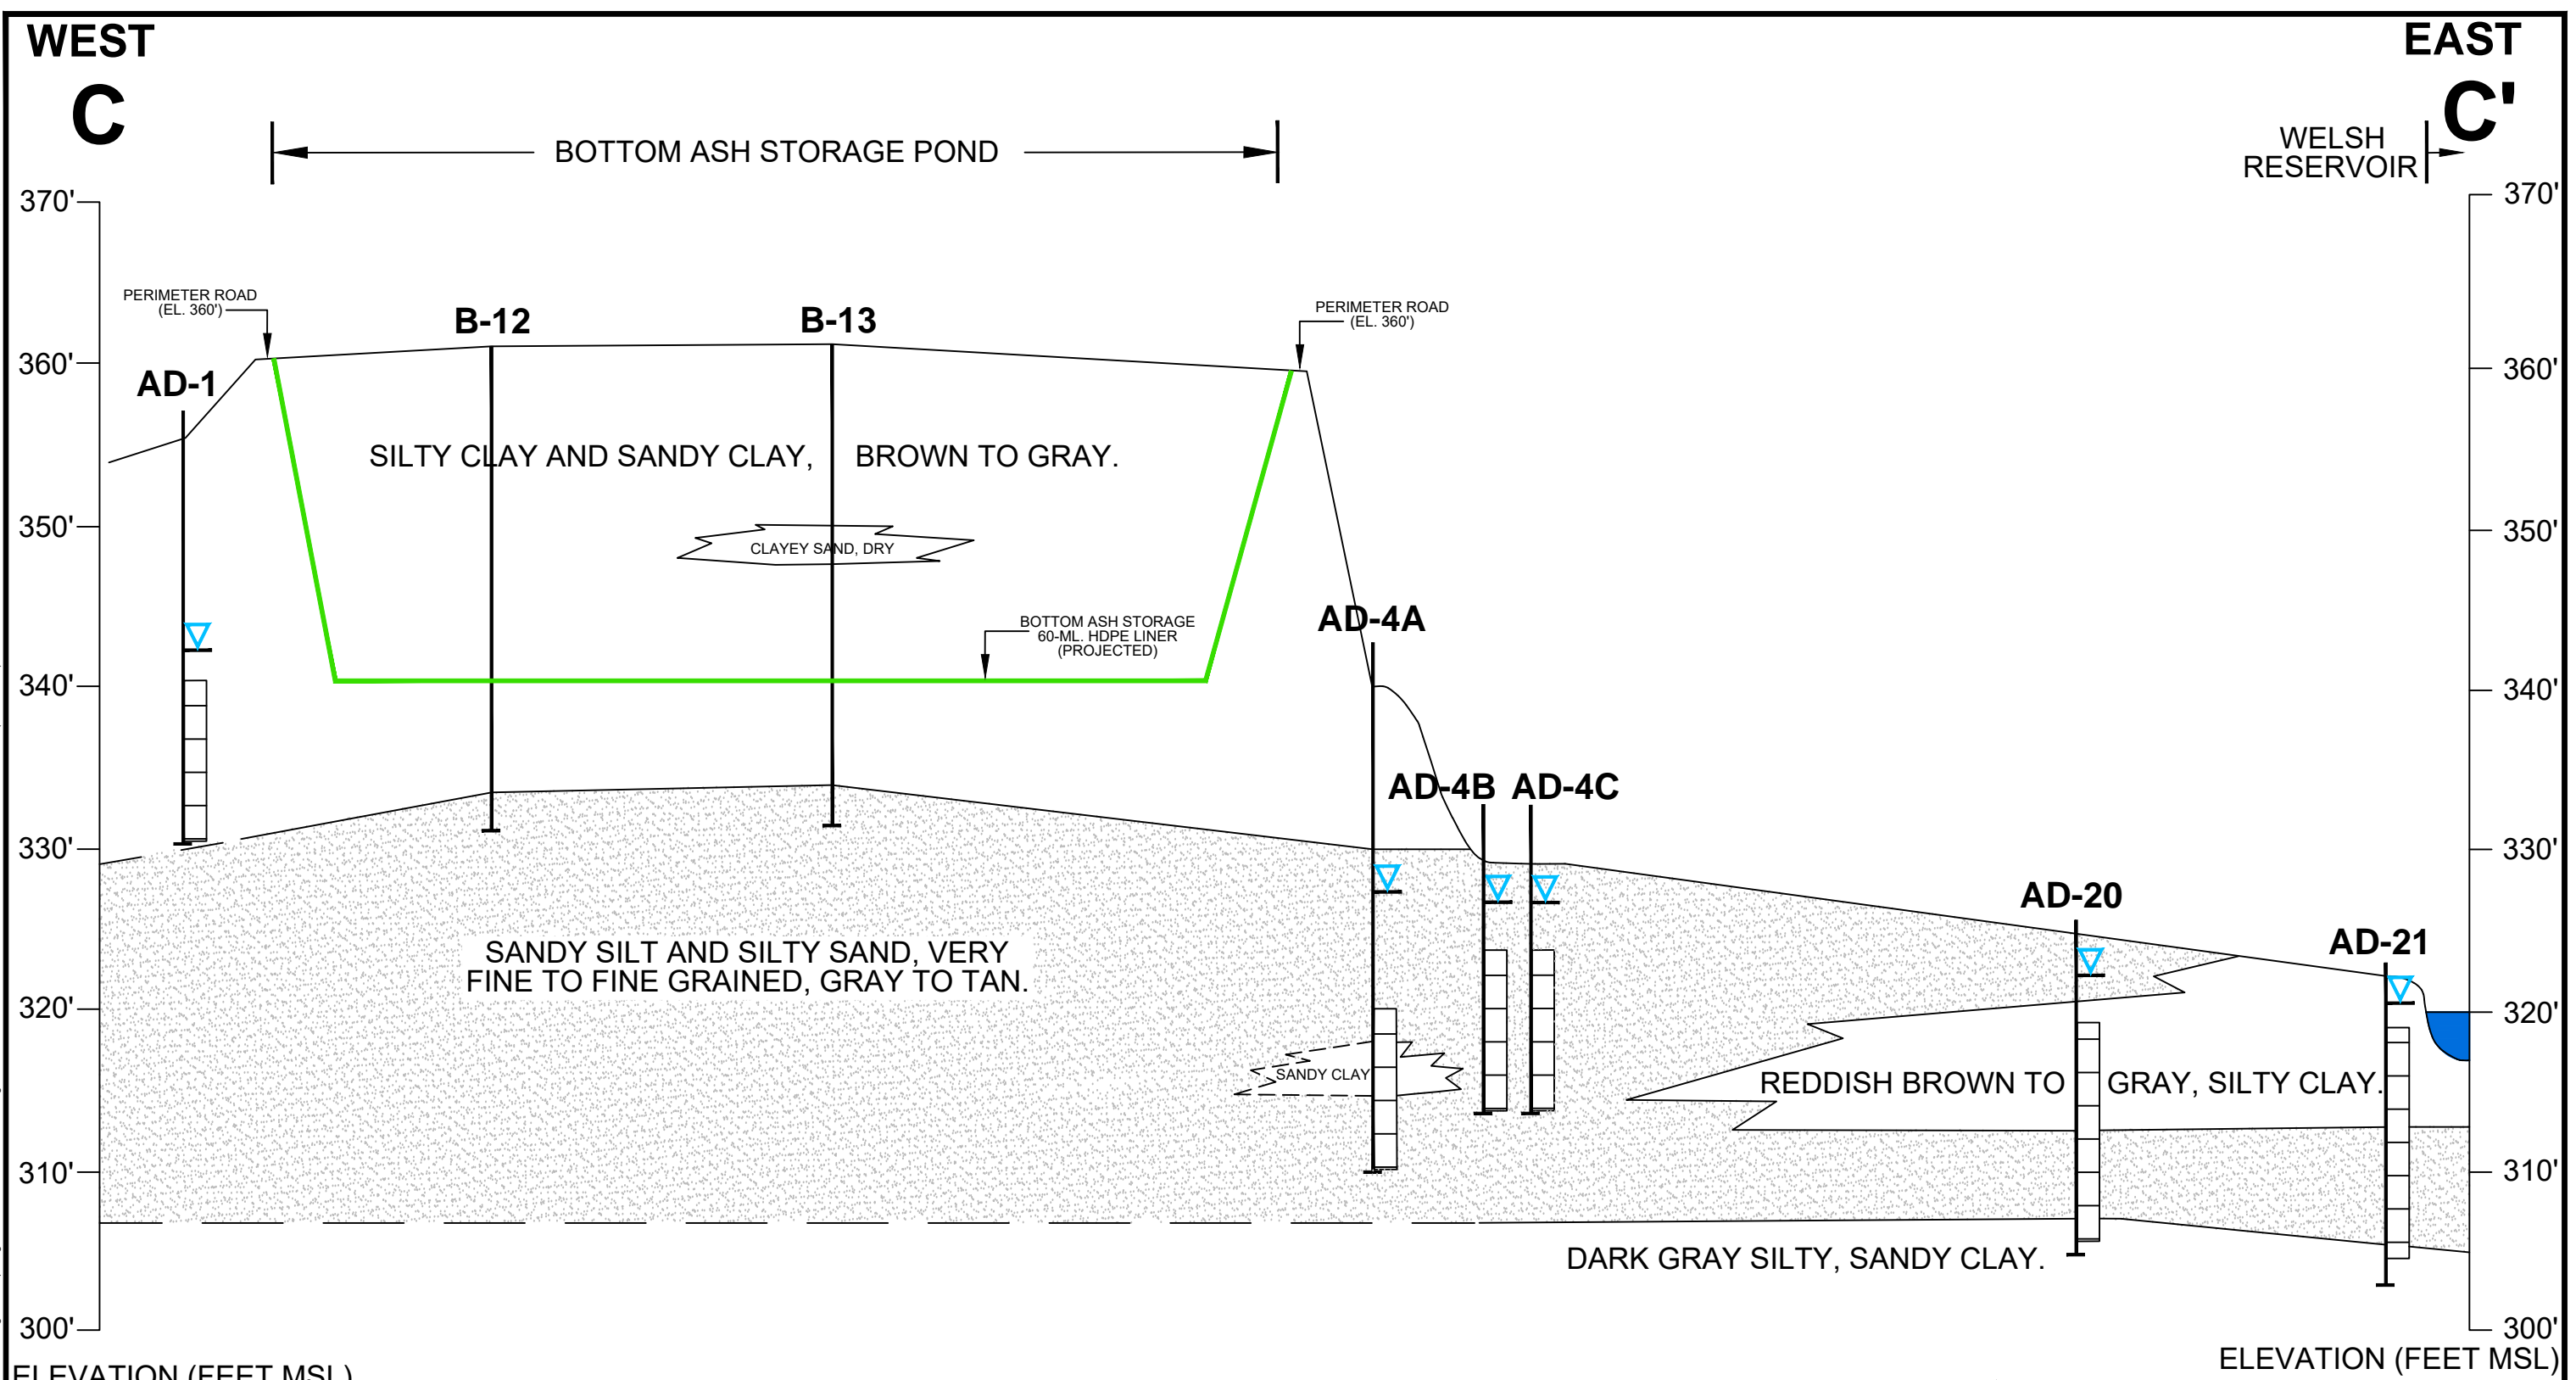 WEST
EAST
C
C'
BOTTOM ASH STORAGE POND
WELSH
RESERVOIR
370'
370'
PERIMETER ROAD
(EL. 360')
PERIMETER ROAD
(EL. 360')
B-12
B-13
360'
360'
AD-1
SILTY CLAY AND SANDY CLAY, BROWN TO GRAY.
350'
350'
CLAYEY SAND, DRY
BOTTOM ASH STORAGE
60-ML. HDPE LINER
(PROJECTED)
AD-4A
340'
340'
AD-4B
AD-4C
330'
330'
AD-20
AD-21
SANDY SILT AND SILTY SAND, VERY
FINE TO FINE GRAINED, GRAY TO TAN.
320'
320'
SANDY CLAY
REDDISH BROWN TO GRAY, SILTY CLAY.
310'
310'
DARK GRAY SILTY, SANDY CLAY.
300'
300'
ELEVATION (FEET MSL)
ELEVATION (FEET MSL)